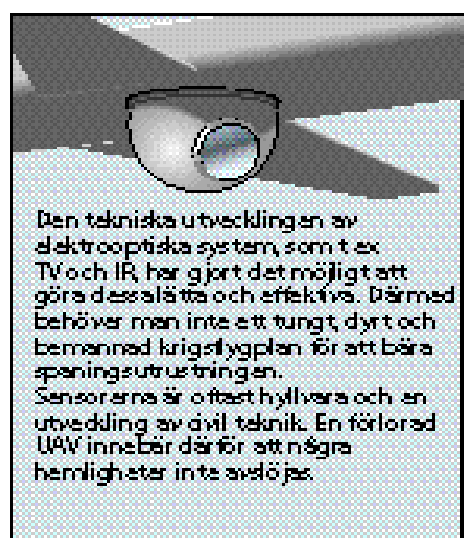 Den tekniska utvecklingen av
elektrooptiska system, som t ex
TV och IR, har gjort det möjligt att
göra dessa lätta och effektiva. Därmed
behöver man inte ett tungt, dyrt och
bemannad krigsflygplan för att bära
spaningsutrustningen.
Sensorerna är oftast hyllvara och en
utveckling av civil teknik. En förlorad
UAV innebär därför att några
hemligheter inte avslöjas.